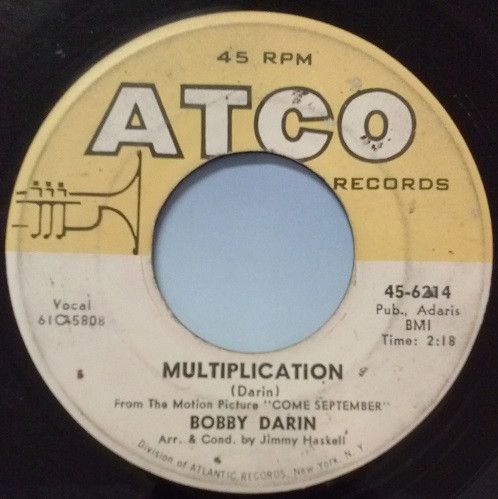 45 RPM
ATCO
RECORDS
45-6214
Vocal
Pub., Adaris
61C-5808
BMI
Time: 2:18
MULTIPLICATION
(Darin)
From The Motion Picture "COME SEPTEMBER"
BOBBY DARIN
Arr. & Cond. by Jimmy Haskell
Division of ATLANTIC RECORDS, New York, N. Y.